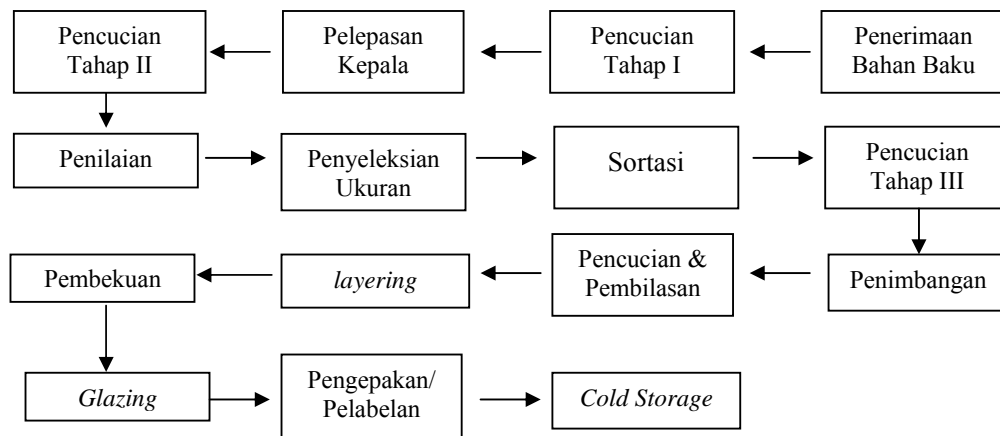 Pencucian
Tahap II
Pelepasan
Kepala
Pencucian
Tahap I
Penerimaan
Bahan Baku
Penilaian
Penyeleksian
Ukuran
Sortasi
Pencucian
Tahap III
Pembekuan
layering
Pencucian &
Pembilasan
Penimbangan
Glazing
Pengepakan/
Pelabelan
Cold Storage